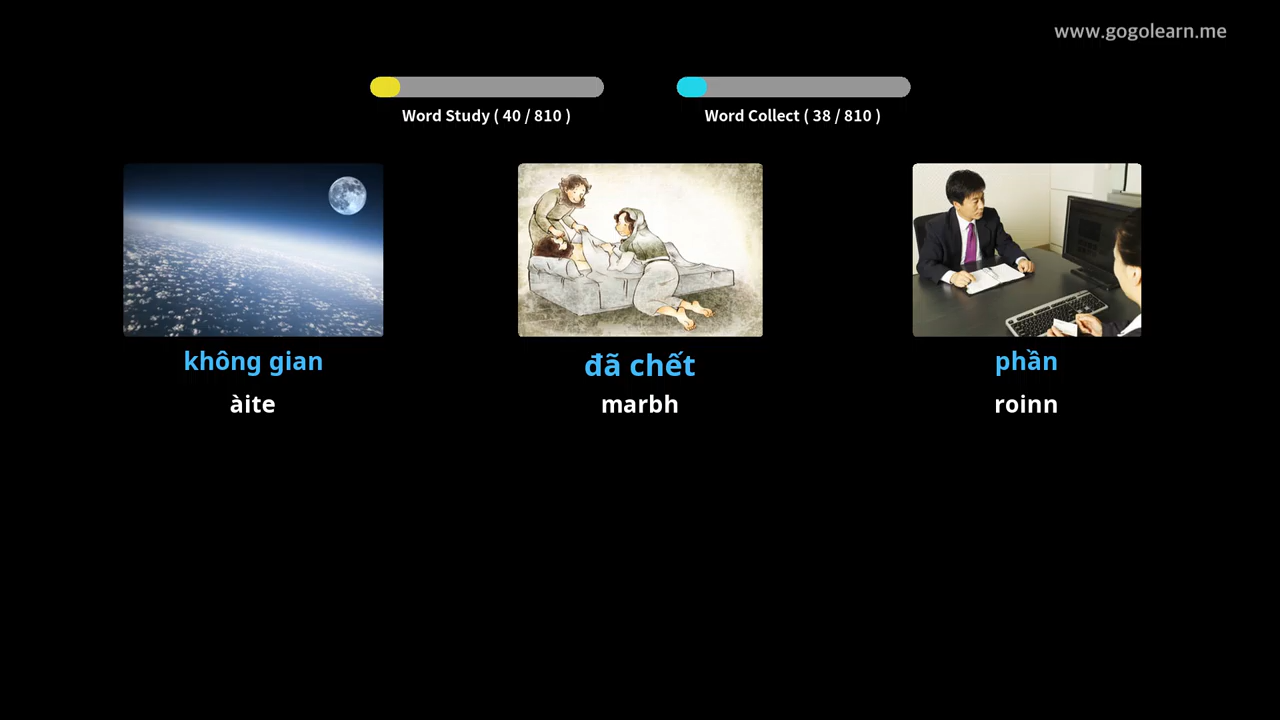 www.gogolearn.me
Word Study ( 40 / 810 )
Word Collect ( 38 / 810 )
không gian
đã chết
phần
àite
marbh
roinn